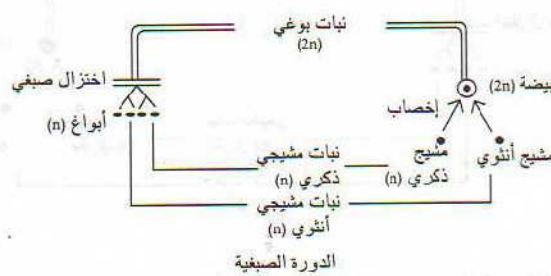 نبات بوغي
(2n)
اختزال صبغي
بيضة (2n)
إخصاب
أبواغ (n)
مشيج أنثوي
مشيج
ذكري (n)
نبات مشيجي
ذكري (n)
نبات مشيجي
أنثري (n)
الدورة الصبغية